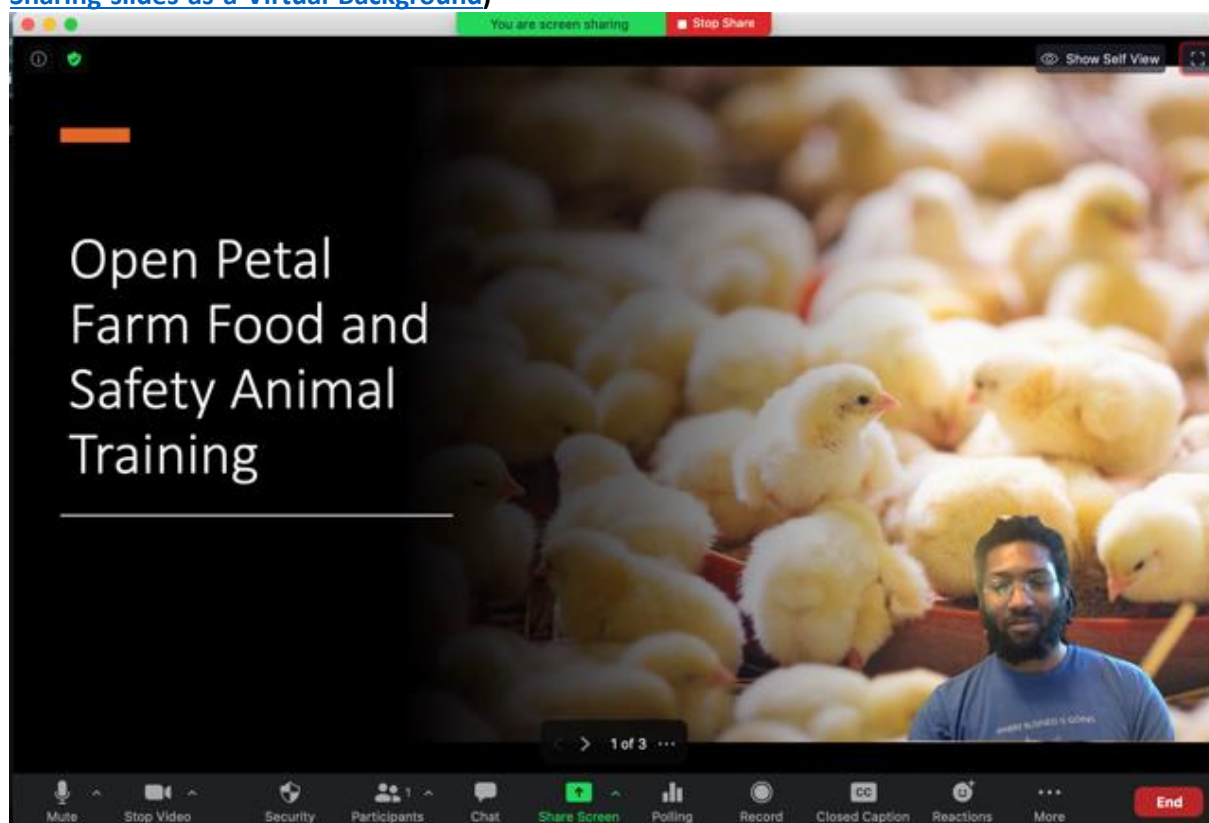 Sharing slides as a Virtual Background)
You are screen sharing Stop Share
Show Self View
Open Petal
Farm Food and
Safety Animal
Training
1 of 3 ...
Mute Stop Video Security Participants 1 Chat Share Screen Polling Record CC Closed Caption Reactions More End